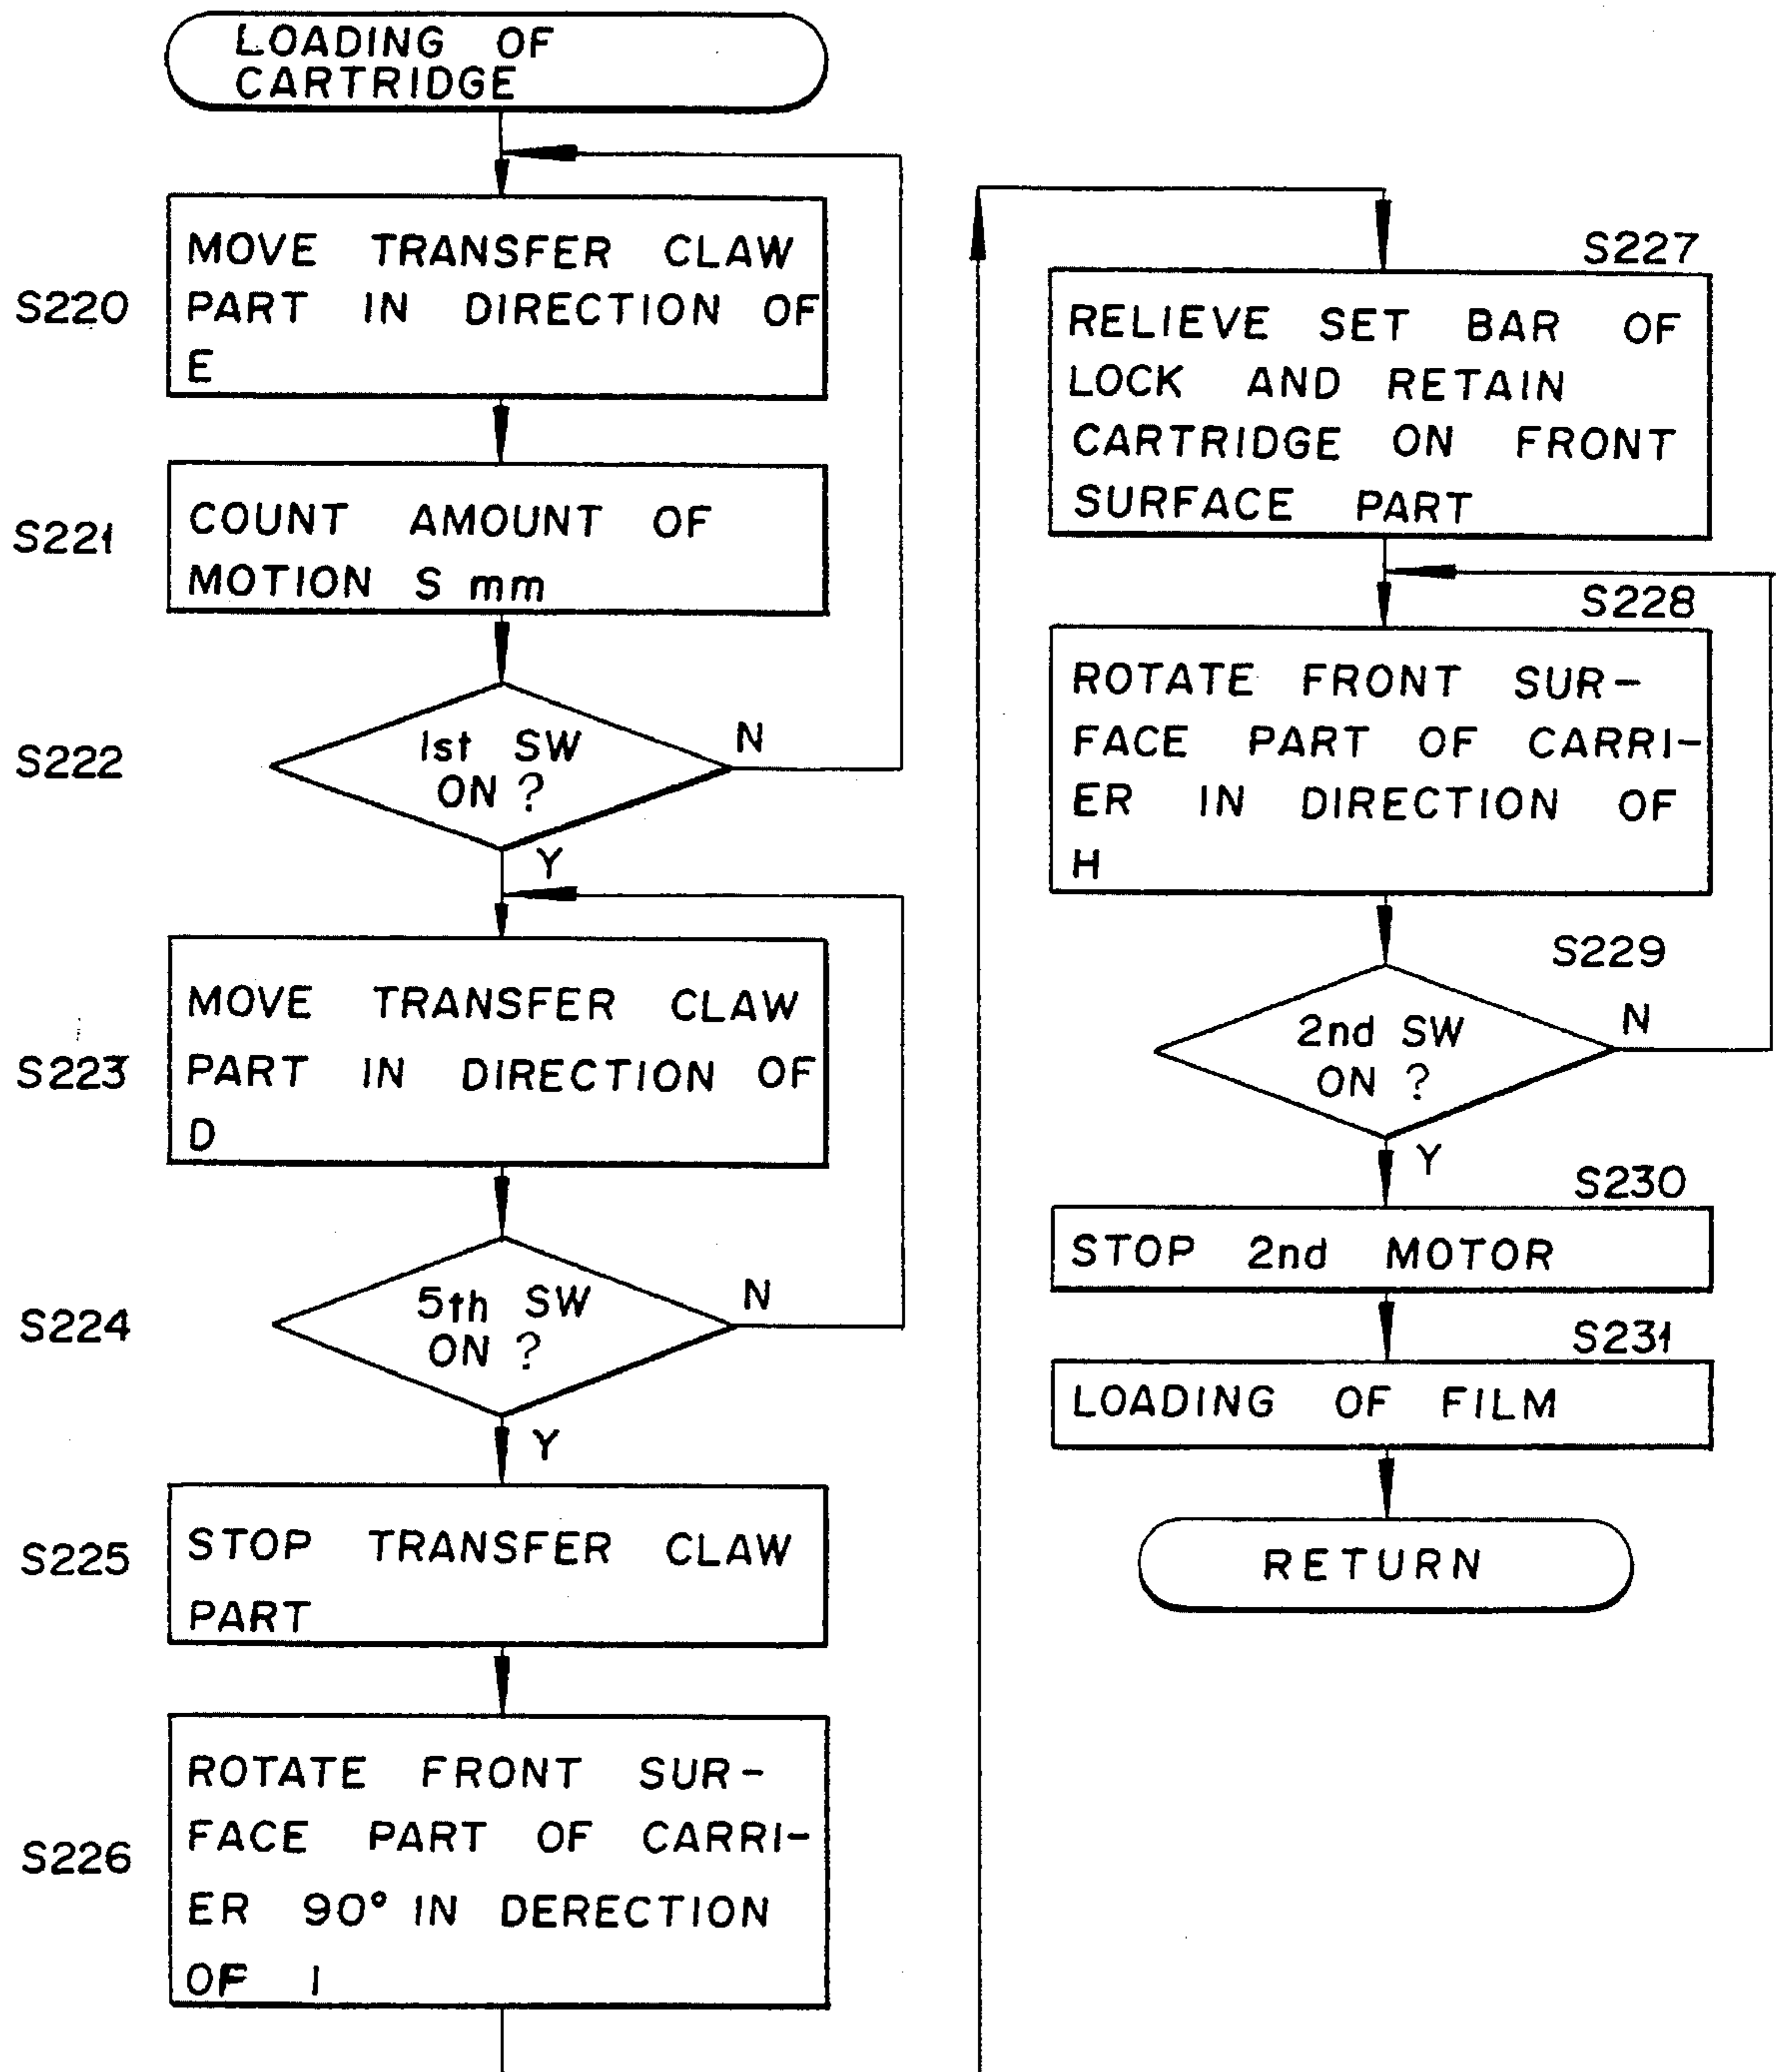 LOADING OF
CARTRIDGE
S220
MOVE TRANSFER CLAW
PART IN DIRECTION OF
E
S221
COUNT AMOUNT OF
MOTION S mm
S222
1st SW
ON ?
N
Y
S223
MOVE TRANSFER CLAW
PART IN DIRECTION OF
D
S224
5th SW
ON ?
N
Y
S225
STOP TRANSFER CLAW
PART
S226
ROTATE FRONT SUR-
FACE PART OF CARRI-
ER 90° IN DERECTION
OF I
S227
RELIEVE SET BAR OF
LOCK AND RETAIN
CARTRIDGE ON FRONT
SURFACE PART
S228
ROTATE FRONT SUR-
FACE PART OF CARRI-
ER IN DIRECTION OF
H
S229
2nd SW
ON ?
N
Y
S230
STOP 2nd MOTOR
S231
LOADING OF FILM
RETURN